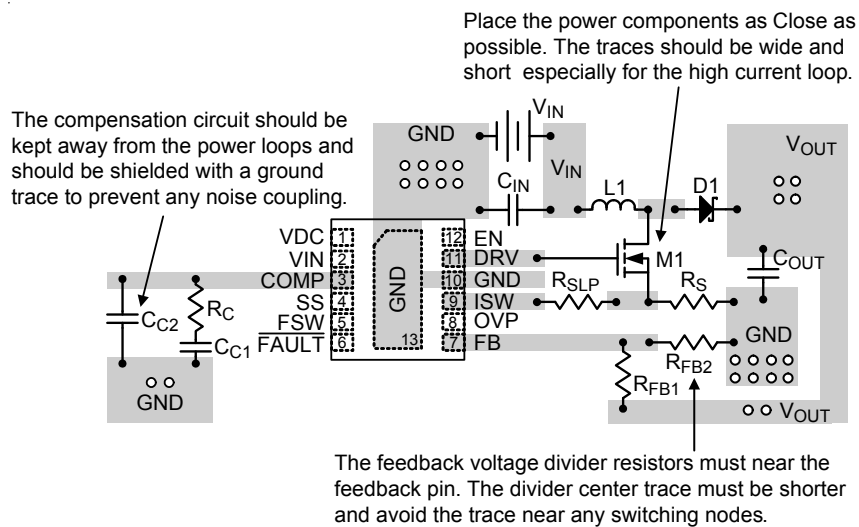 Place the power components as Close as
possible. The traces should be wide and
short especially for the high current loop.
The compensation circuit should be
kept away from the power loops and
should be shielded with a ground
trace to prevent any noise coupling.
GND
VIN
VIN
CIN
L1
D1
VOUT
VDC 1
VIN 2
COMP 3
SS 4
FSW 5
FAULT 6
GND
13
12 EN
11 DRV
10 GND
9 ISW
8 OVP
7 FB
M1
COUT
RSLP
RS
CC2
RC
CC1
GND
GND
RFB2
RFB1
VOUT
The feedback voltage divider resistors must near the
feedback pin. The divider center trace must be shorter
and avoid the trace near any switching nodes.